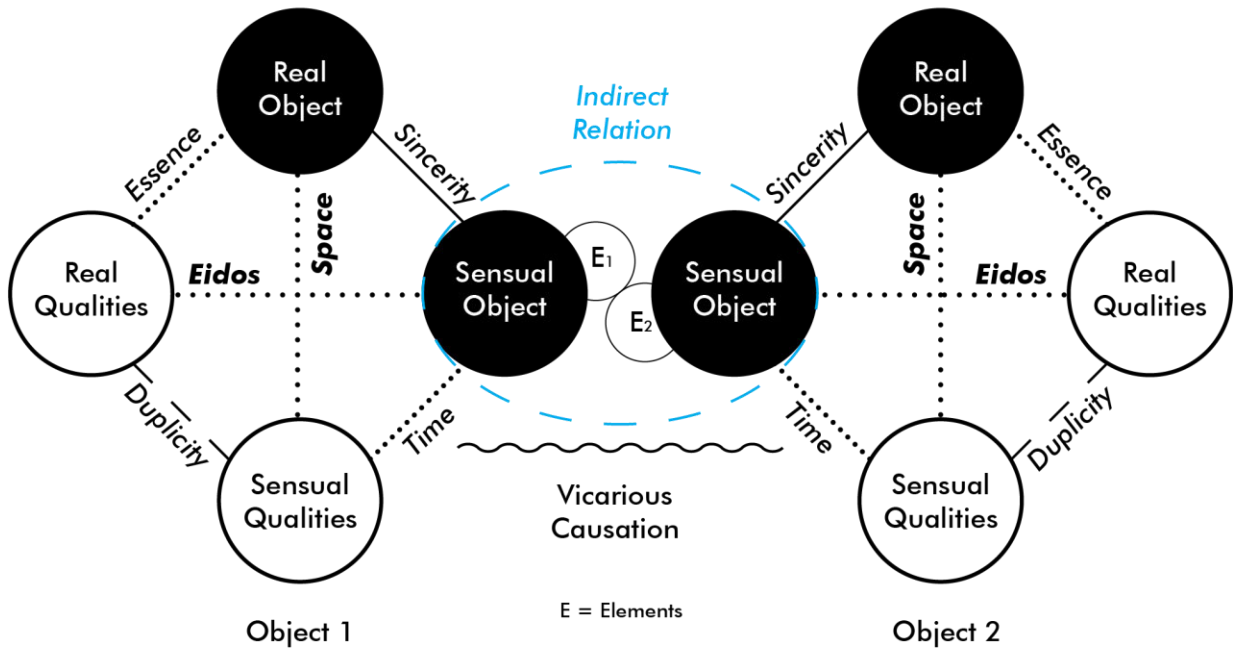 Real
Object
Essence
Sincerity
Space
Real
Qualities
Eidos
Sensual
Object
Duplicity
Time
Sensual
Qualities
Object 1
Indirect
Relation
E1
E2
Vicarious
Causation
E = Elements
Real
Object
Sincerity
Essence
Space
Sensual
Object
Eidos
Real
Qualities
Time
Duplicity
Sensual
Qualities
Object 2